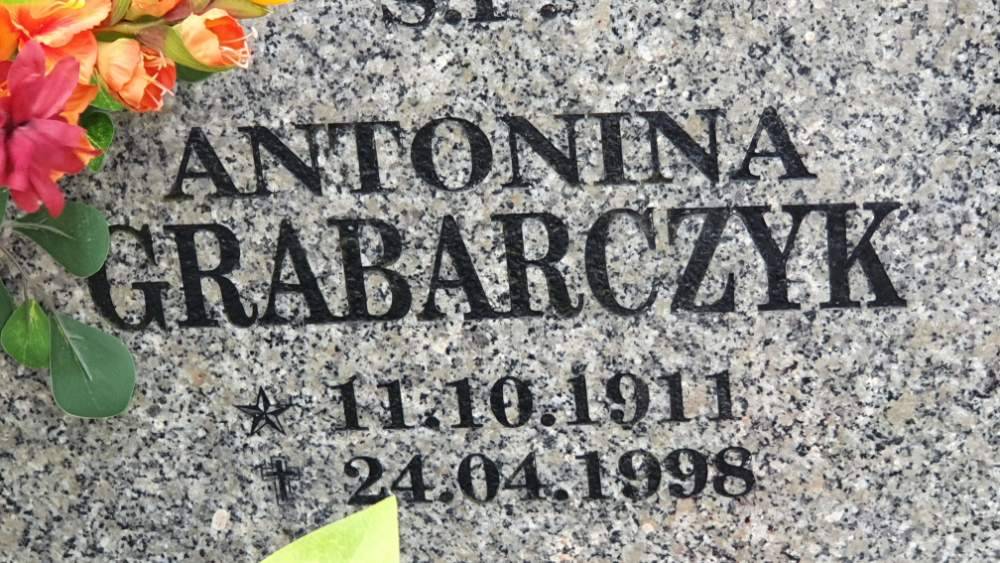 Ś.P.
ANTONINA
GRABARCZYK
11.10.1911
24.04.1998